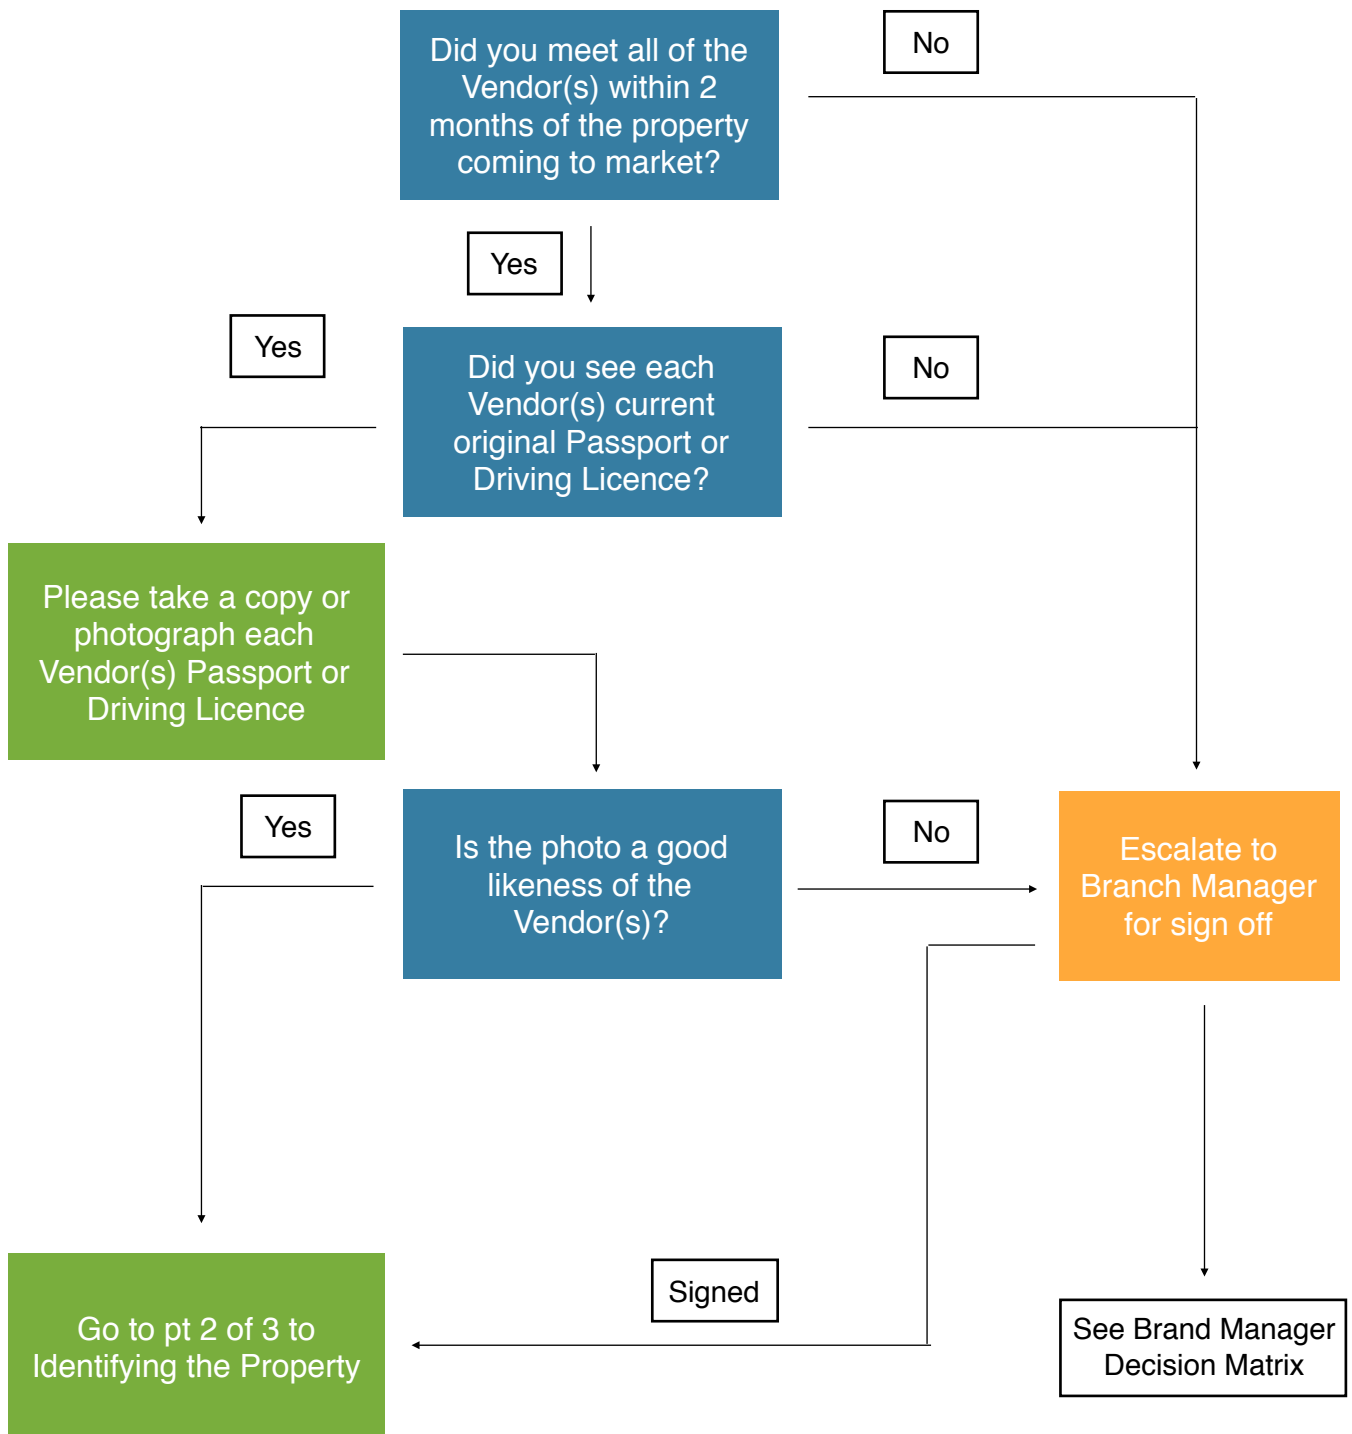 Did you meet all of the
Vendor(s) within 2
months of the property
coming to market?
No
Yes
Yes
Did you see each
Vendor(s) current
original Passport or
Driving Licence?
No
Please take a copy or
photograph each
Vendor(s) Passport or
Driving Licence
Yes
Is the photo a good
likeness of the
Vendor(s)?
No
Escalate to
Branch Manager
for sign off
Signed
Go to pt 2 of 3 to
Identifying the Property
See Brand Manager
Decision Matrix